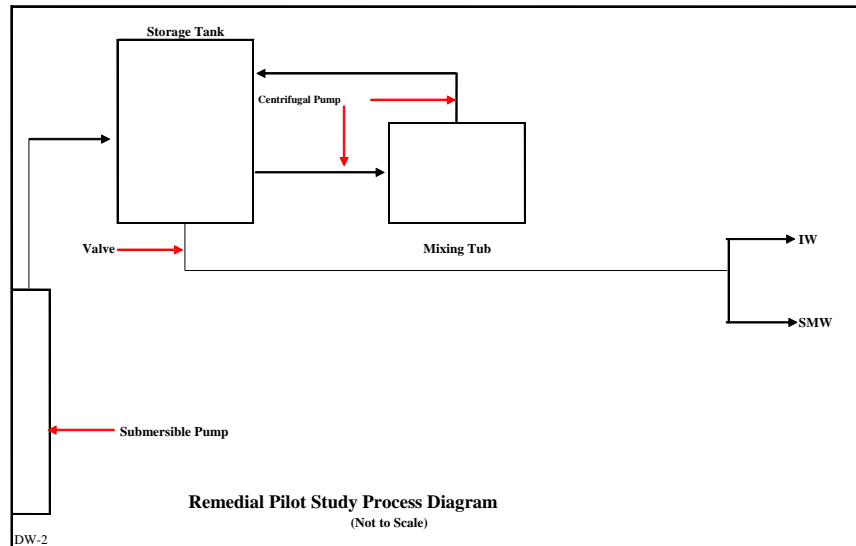 Storage Tank
Centrifugal Pump
Valve
Mixing Tub
IW
SMW
Submersible Pump
Remedial Pilot Study Process Diagram
(Not to Scale)
DW-2